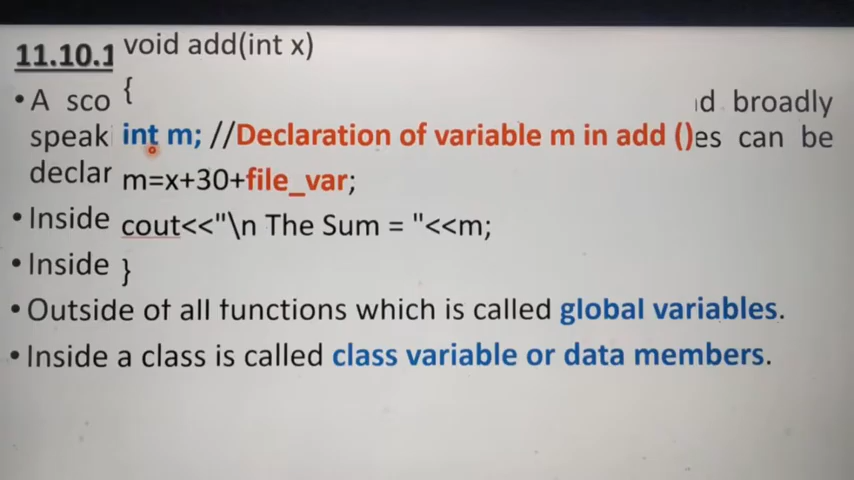 11.10.1
void add(int x)
• A sco
{
d broadly
speak
int m; //Declaration of variable m in add ()
es can be
declar
m=x+30+file_var;
• Inside
cout<<"\n The Sum = "<<m;
• Inside
}
• Outside of all functions which is called global variables.
• Inside a class is called class variable or data members.